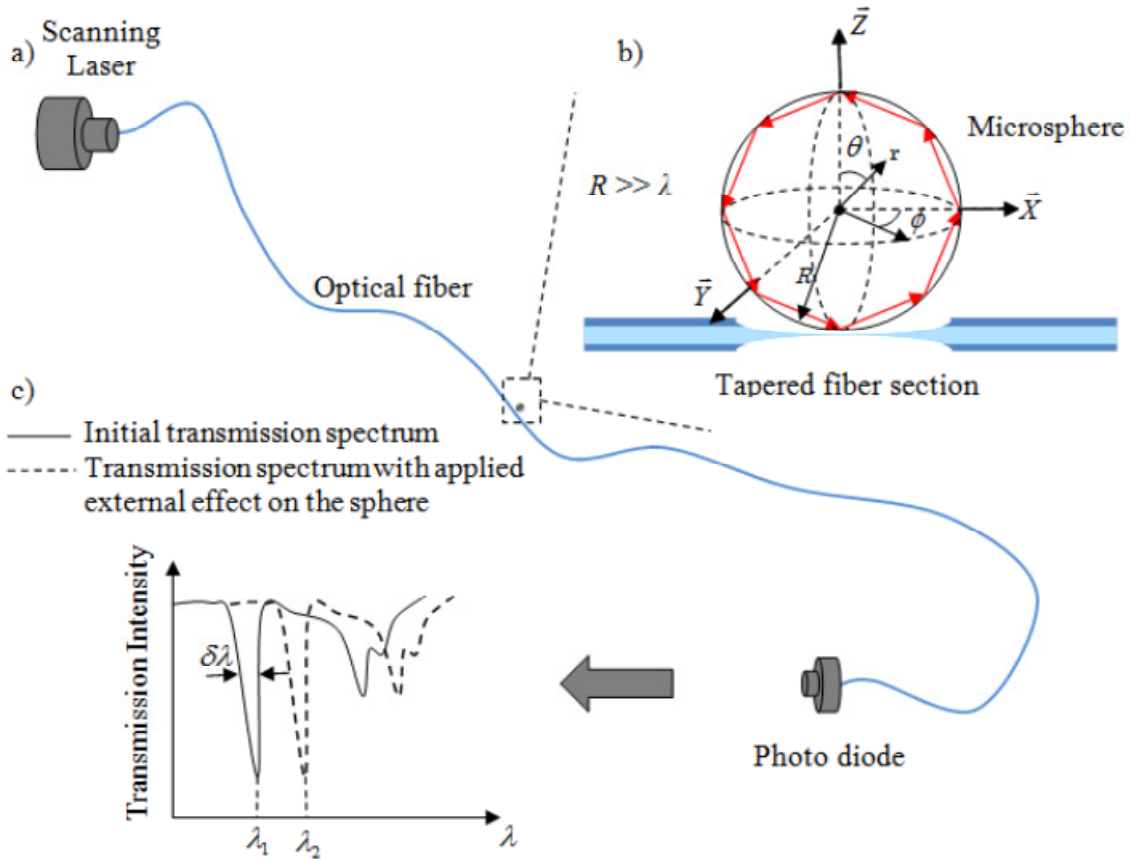 a)
Scanning
Laser
Optical fiber
b)
Z⃗
Microsphere
θ
r
R >> λ
X⃗
ϕ
R
Y⃗
Tapered fiber section
c)
Initial transmission spectrum
Transmission spectrum with applied
external effect on the sphere
Transmission Intensity
δλ
λ₁
λ₂
λ
Photo diode